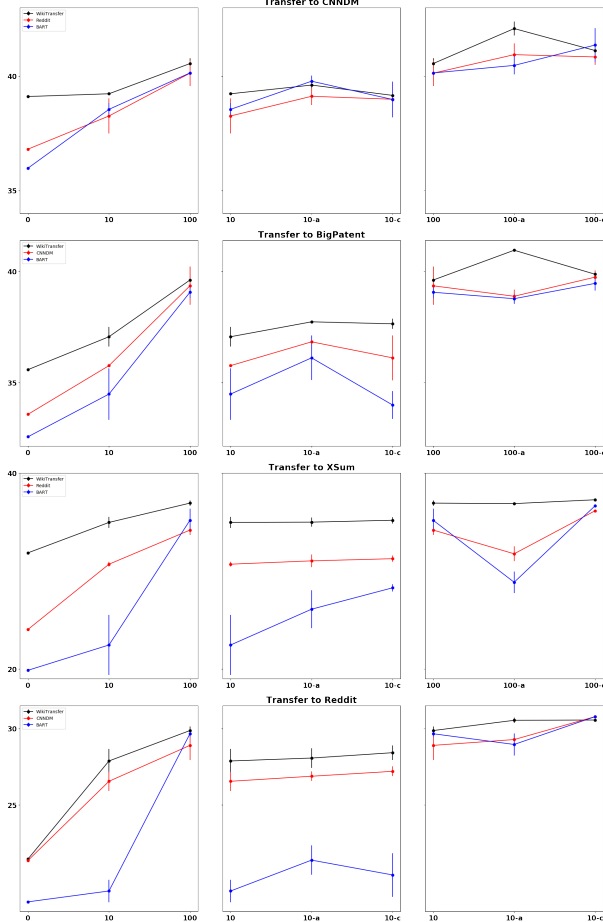 Transfer to CNNDM
WikiTransfer
Reddit
BART
40
35
0 10 100
10 10-a 10-c
100 100-a 100-c
Transfer to BigPatent
WikiTransfer
CNNDM
BART
40
35
0 10 100
10 10-a 10-c
100 100-a 100-c
Transfer to XSum
WikiTransfer
Reddit
BART
40
20
0 10 100
10 10-a 10-c
100 100-a 100-c
Transfer to Reddit
WikiTransfer
CNNDM
BART
30
25
0 10 100
10 10-a 10-c
10 10-a 10-c